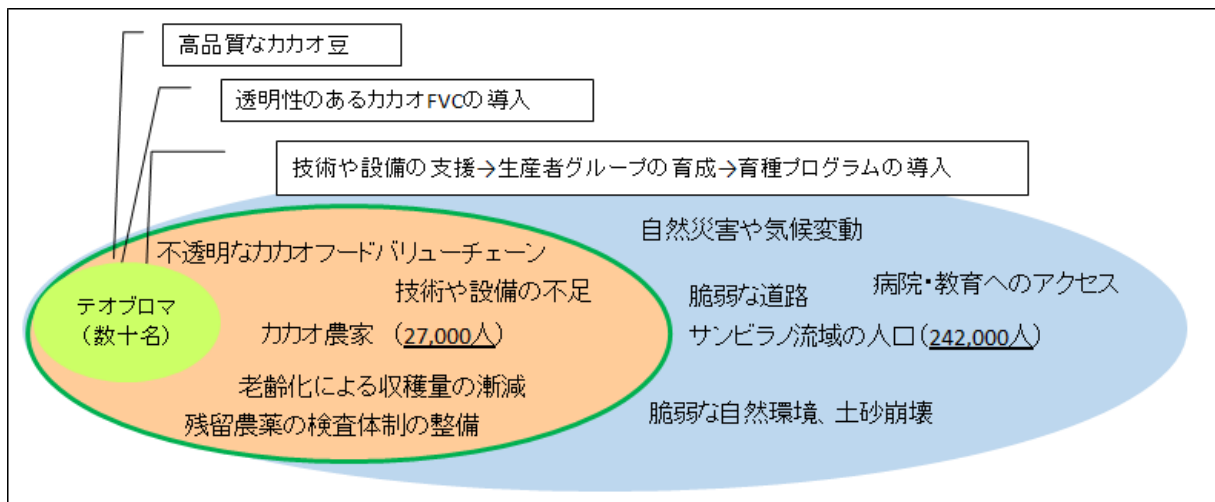 高品質なカカオ豆
透明性のあるカカオFVCの導入
技術や設備の支援→生産者グループの育成→育種プログラムの導入
自然災害や気候変動
不透明なカカオフードバリューチェーン
病院・教育へのアクセス
技術や設備の不足
脆弱な道路
テオブロマ
(数十名)
カカオ農家 (27,000人)
サンビラノ流域の人口(242,000人)
老齢化による収穫量の漸減
脆弱な自然環境、土砂崩壊
残留農薬の検査体制の整備